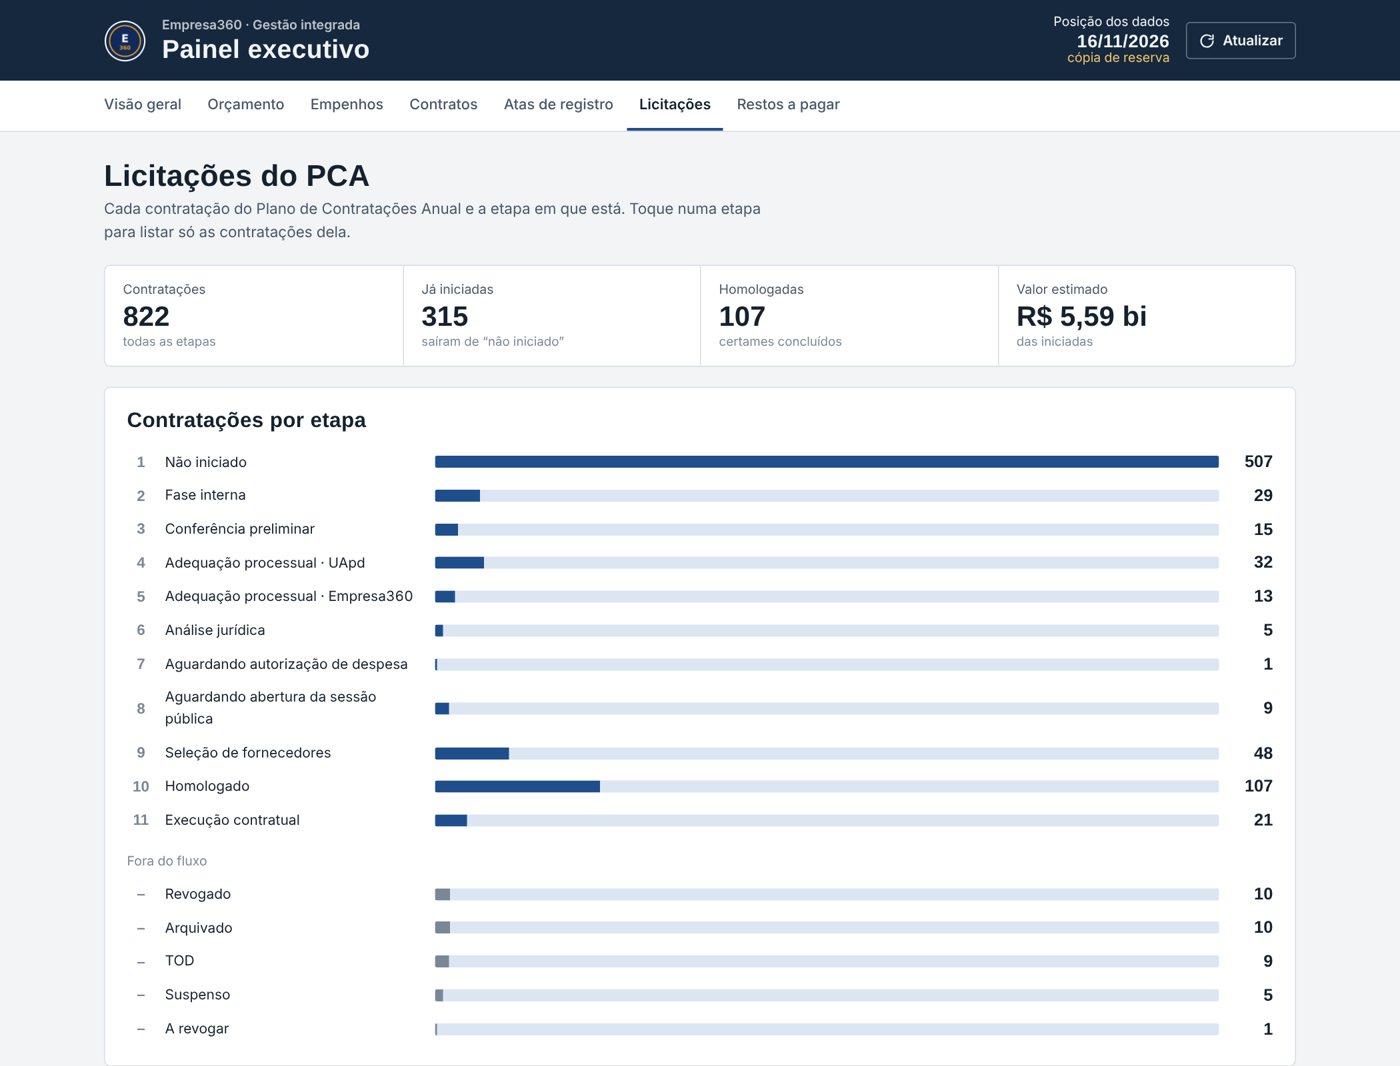 E
360
Empresa360 · Gestão integrada
Painel executivo
Posição dos dados
16/11/2026
cópia de reserva
Atualizar
Visão geral
Orçamento
Empenhos
Contratos
Atas de registro
Licitações
Restos a pagar
Licitações do PCA
Cada contratação do Plano de Contratações Anual e a etapa em que está. Toque numa etapa
para listar só as contratações dela.
Contratações
822
todas as etapas
Já iniciadas
315
saíram de “não iniciado”
Homologadas
107
certames concluídos
Valor estimado
R$ 5,59 bi
das iniciadas
Contratações por etapa
1 Não iniciado 507
2 Fase interna 29
3 Conferência preliminar 15
4 Adequação processual · UApd 32
5 Adequação processual · Empresa360 13
6 Análise jurídica 5
7 Aguardando autorização de despesa 1
8 Aguardando abertura da sessão
pública 9
9 Seleção de fornecedores 48
10 Homologado 107
11 Execução contratual 21
Fora do fluxo
– Revogado 10
– Arquivado 10
– TOD 9
– Suspenso 5
– A revogar 1